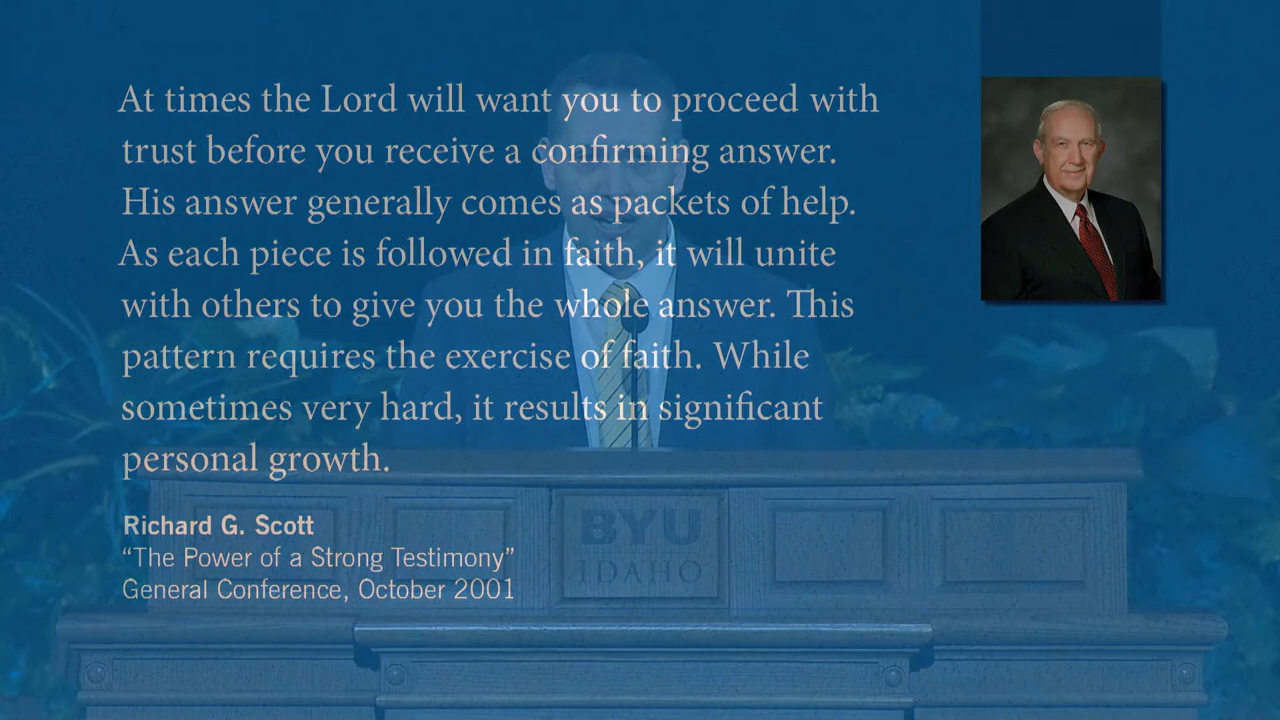 At times the Lord will want you to proceed with
trust before you receive a confirming answer.
His answer generally comes as packets of help.
As each piece is followed in faith, it will unite
with others to give you the whole answer. This
pattern requires the exercise of faith. While
sometimes very hard, it results in significant
personal growth.
Richard G. Scott
“The Power of a Strong Testimony”
General Conference, October 2001
BYU
IDAHO